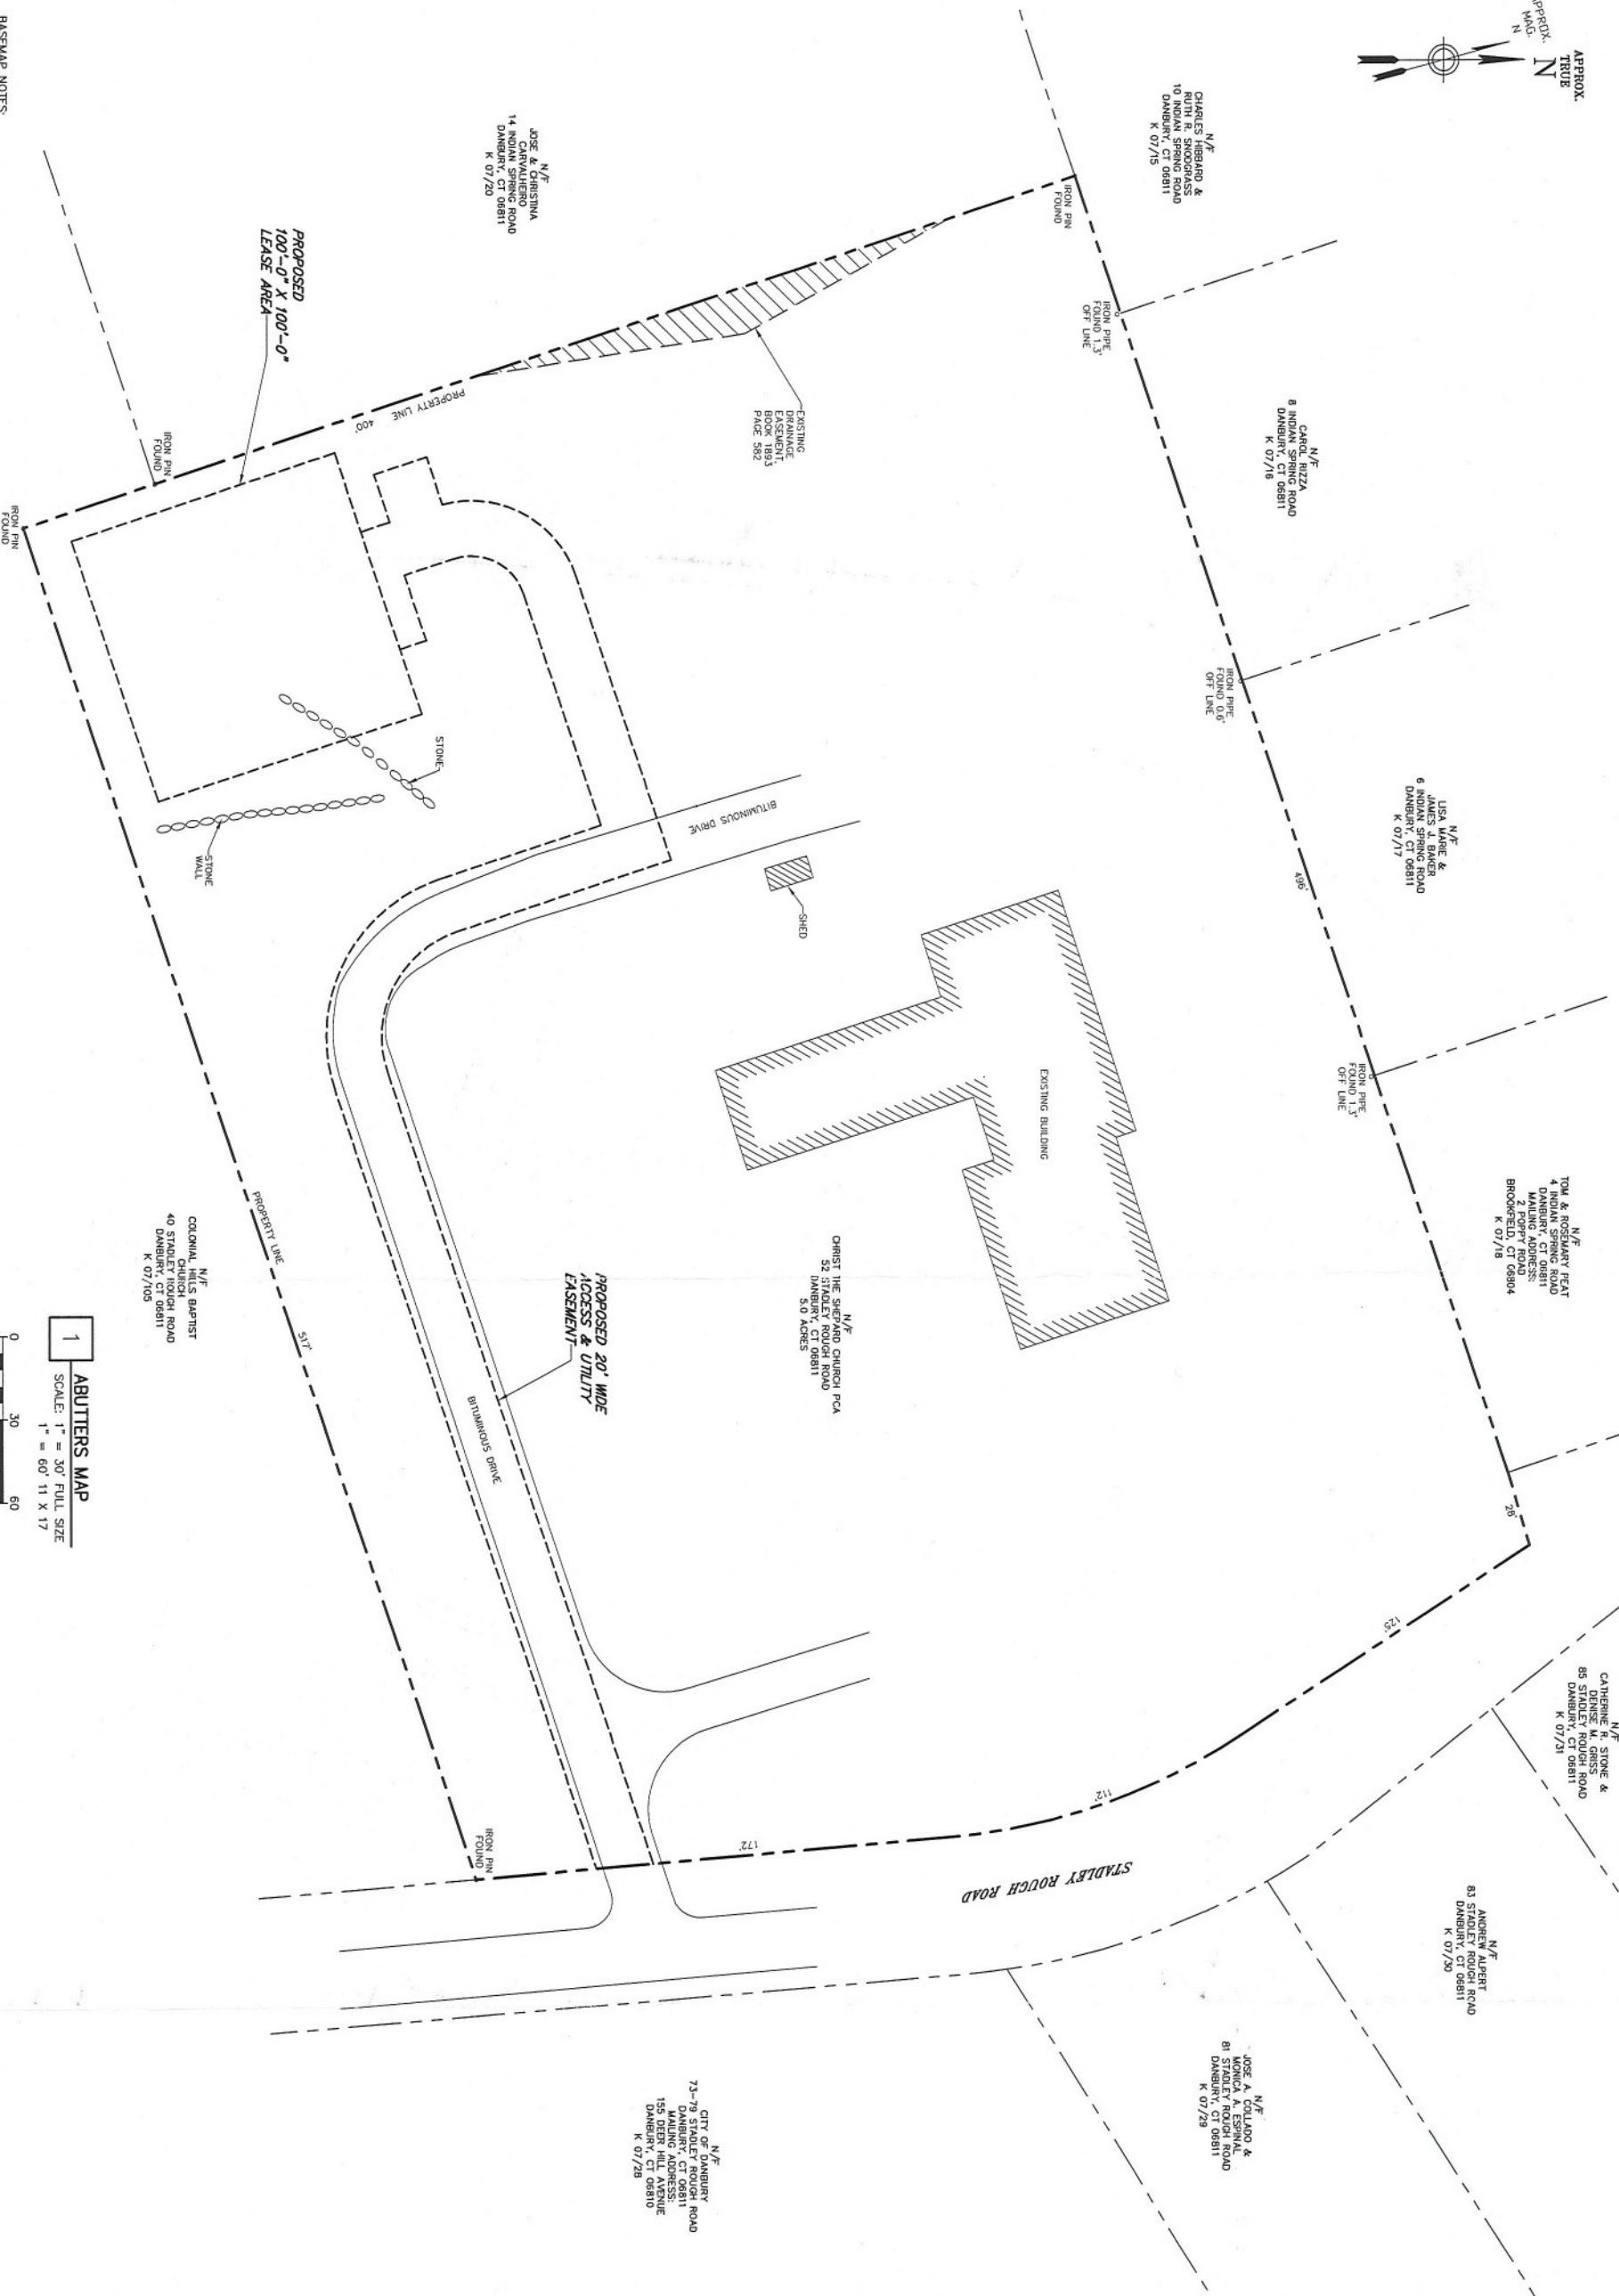 APPROX.
TRUE
N
APPROX.
MAG.
N
N/F
CHARLES HIBBARD &
RUTH R. SNODGRASS
10 INDIAN SPRING ROAD
DANBURY, CT 06811
K 07/15
N/F
CAROL RIZZA
8 INDIAN SPRING ROAD
DANBURY, CT 06811
K 07/16
N/F
LISA MARIE &
JAMES J. BAKER
6 INDIAN SPRING ROAD
DANBURY, CT 06811
K 07/17
N/F
TOM & ROSEMARY PEAT
4 INDIAN SPRING ROAD
DANBURY, CT 06811
MAILING ADDRESS:
2 POPPY ROAD
BROOKFIELD, CT 06804
K 07/18
N/F
CATHERINE R. STONE &
DENISE M. GRISS
85 STADLEY ROUGH ROAD
DANBURY, CT 06811
K 07/31
N/F
ANDREW ALPERT
83 STADLEY ROUGH ROAD
DANBURY, CT 06811
K 07/30
N/F
JOSE A. COLLADO &
MONICA A. ESPINAL
81 STADLEY ROUGH ROAD
DANBURY, CT 06811
K 07/29
N/F
CITY OF DANBURY
73-79 STADLEY ROUGH ROAD
DANBURY, CT 06811
MAILING ADDRESS:
155 DEER HILL AVENUE
DANBURY, CT 06810
K 07/28
IRON PIN
FOUND
IRON PIPE
FOUND 1.3'
OFF LINE
IRON PIPE
FOUND 0.6'
OFF LINE
496'
IRON PIPE
FOUND 1.3'
OFF LINE
28'
125'
112'
172'
STADLEY ROUGH ROAD
N/F
JOSE & CHRISTINA
CARVALHEIRO
14 INDIAN SPRING ROAD
DANBURY, CT 06811
K 07/20
EXISTING
DRAINAGE
EASEMENT,
BOOK 1893
PAGE 582
PROPERTY LINE
400'
PROPOSED
100'-0" X 100'-0"
LEASE AREA
IRON PIN
FOUND
IRON PIN
FOUND
STONE
STONE
WALL
BITUMINOUS DRIVE
SHED
EXISTING BUILDING
N/F
CHRIST THE SHEPARD CHURCH PCA
52 STADLEY ROUGH ROAD
DANBURY, CT 06811
5.0 ACRES
PROPOSED 20' WIDE
ACCESS & UTILITY
EASEMENT
BITUMINOUS DRIVE
PROPERTY LINE
517'
IRON PIN
FOUND
N/F
COLONIAL HILLS BAPTIST
CHURCH
40 STADLEY ROUGH ROAD
DANBURY, CT 06811
K 07/105
1
ABUTTERS MAP
SCALE: 1" = 30' FULL SIZE
1" = 60' 11 X 17
0 30 60
BASEMAP NOTES: